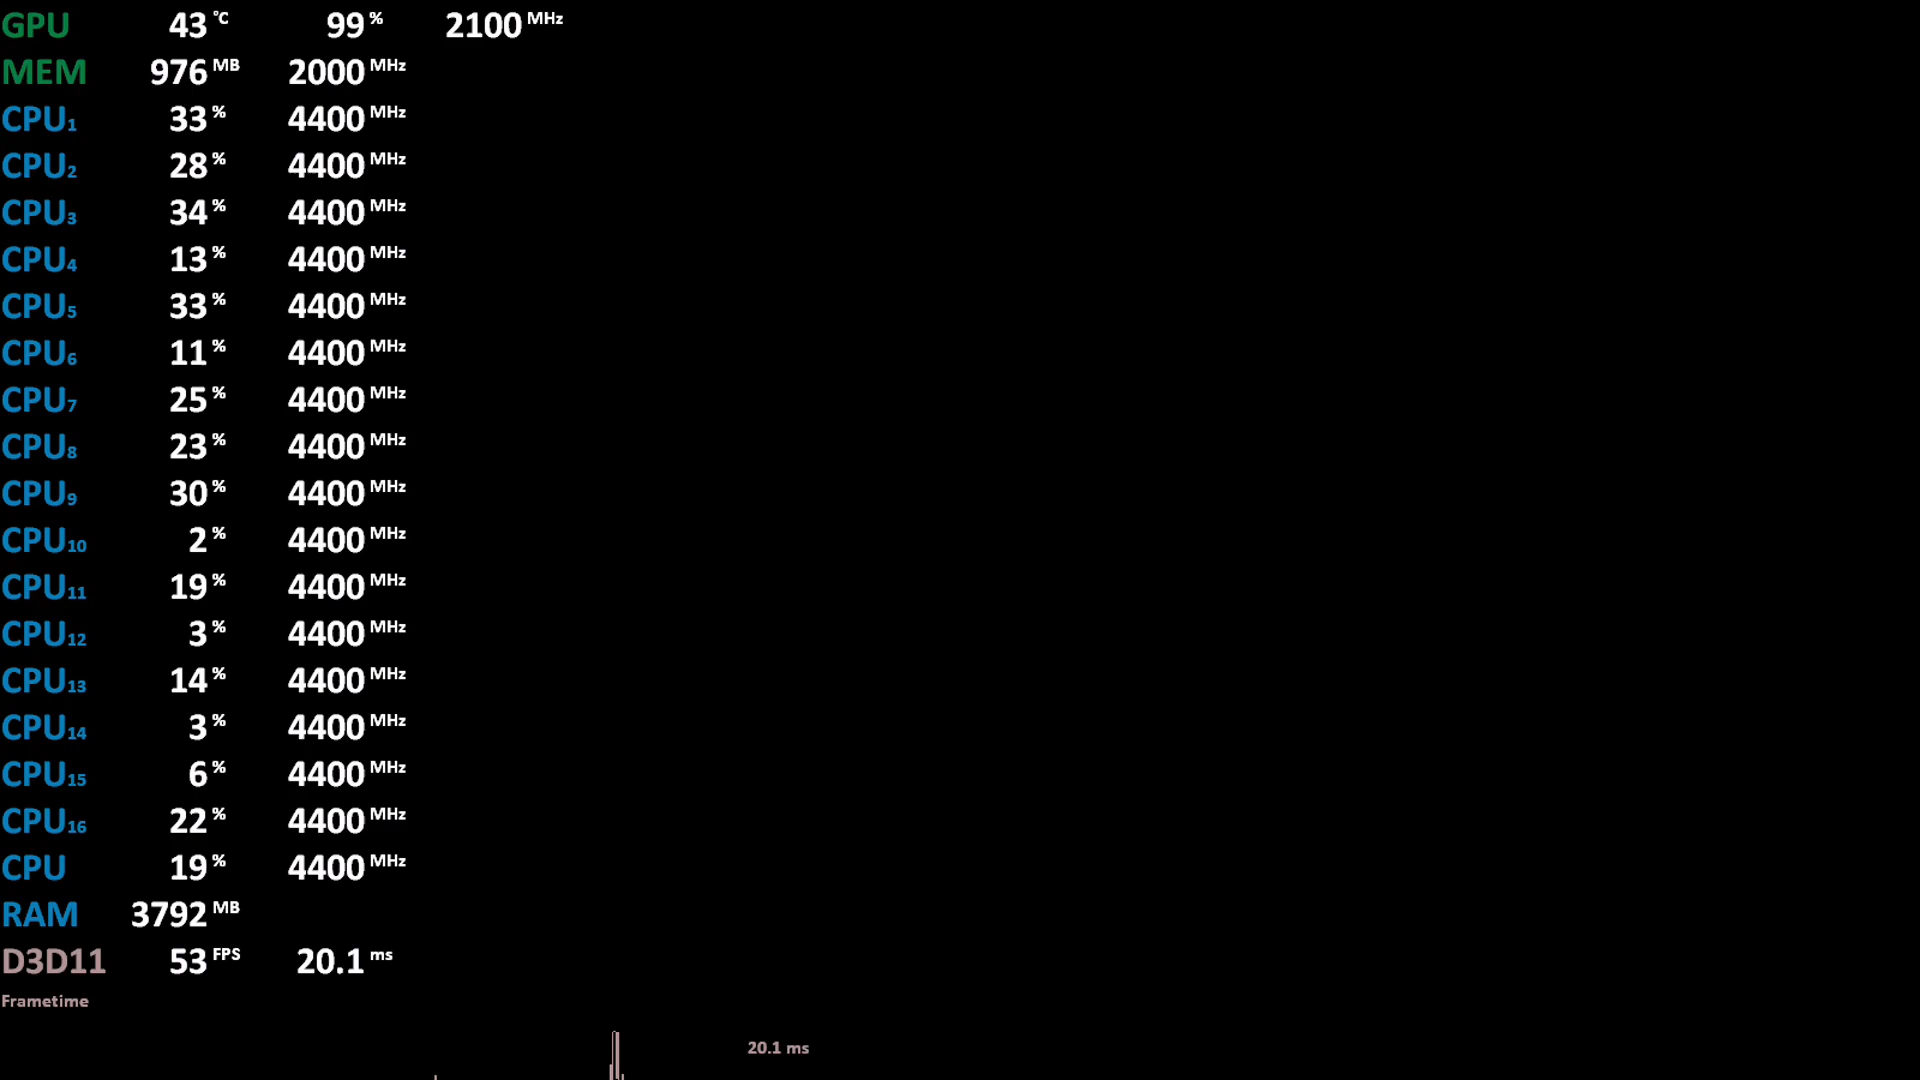 GPU 43 °C 99 % 2100 MHz
MEM 976 MB 2000 MHz
CPU1 33 % 4400 MHz
CPU2 28 % 4400 MHz
CPU3 34 % 4400 MHz
CPU4 13 % 4400 MHz
CPU5 33 % 4400 MHz
CPU6 11 % 4400 MHz
CPU7 25 % 4400 MHz
CPU8 23 % 4400 MHz
CPU9 30 % 4400 MHz
CPU10 2 % 4400 MHz
CPU11 19 % 4400 MHz
CPU12 3 % 4400 MHz
CPU13 14 % 4400 MHz
CPU14 3 % 4400 MHz
CPU15 6 % 4400 MHz
CPU16 22 % 4400 MHz
CPU 19 % 4400 MHz
RAM 3792 MB
D3D11 53 FPS 20.1 ms
Frametime
20.1 ms